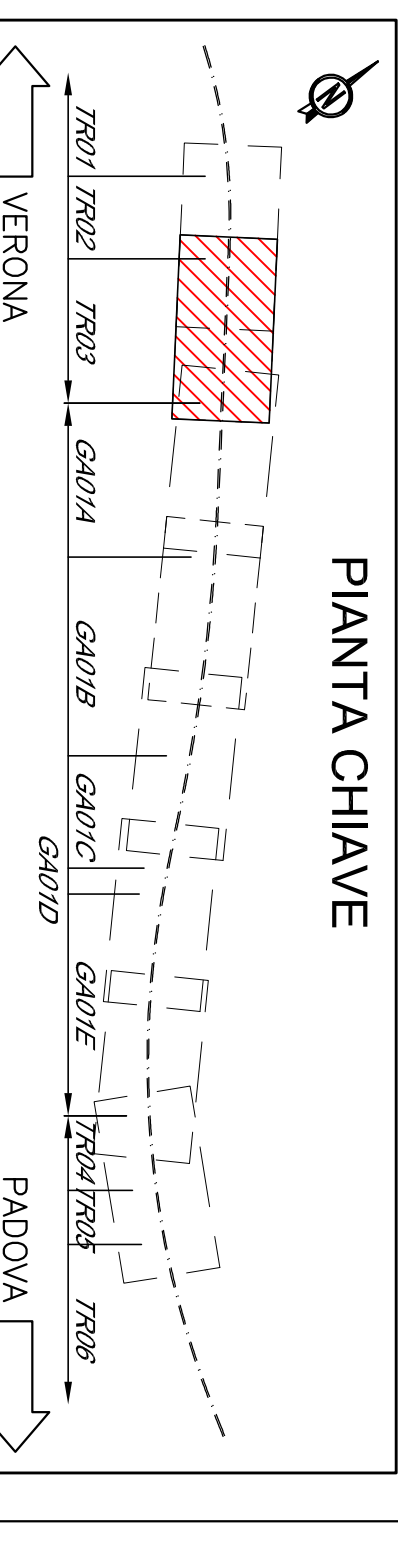 PIANTA CHIAVE
N
TR01
TR02
TR03
GA01A
GA01B
GA01C
GA01D
GA01E
TR04
TR05
TR06
VERONA
PADOVA